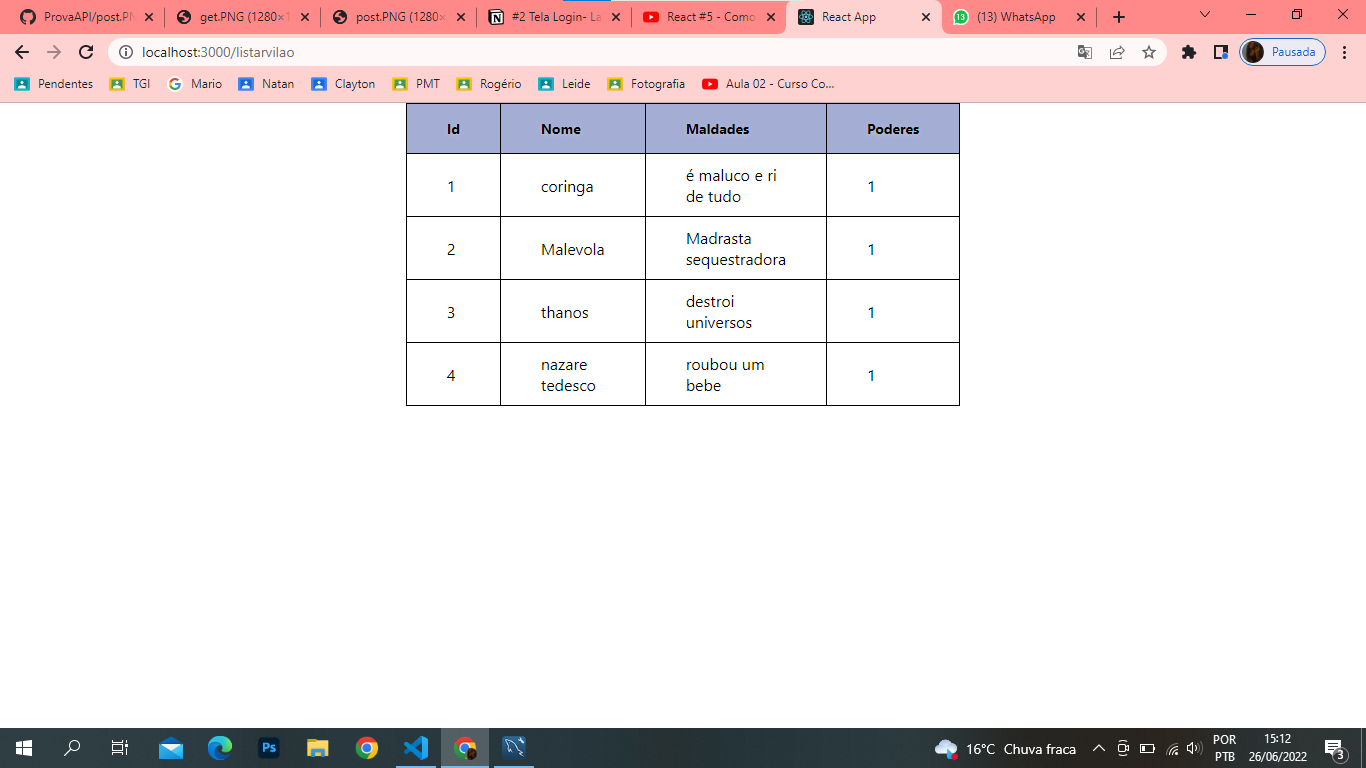 ProvaAPI/post.PN
get.PNG (1280×1
post.PNG (1280×
#2 Tela Login- La
React #5 - Como
React App
13
(13) WhatsApp
localhost:3000/listarvilao
Pausada
Pendentes
TGI
Mario
Natan
Clayton
PMT
Rogério
Leide
Fotografia
Aula 02 - Curso Co...
Id Nome Maldades Poderes
1 coringa é maluco e ri
de tudo 1
2 Malevola Madrasta
sequestradora 1
3 thanos destroi
universos 1
4 nazare
tedesco roubou um
bebe 1
Ps
16°C Chuva fraca
POR
PTB
15:12
26/06/2022
3